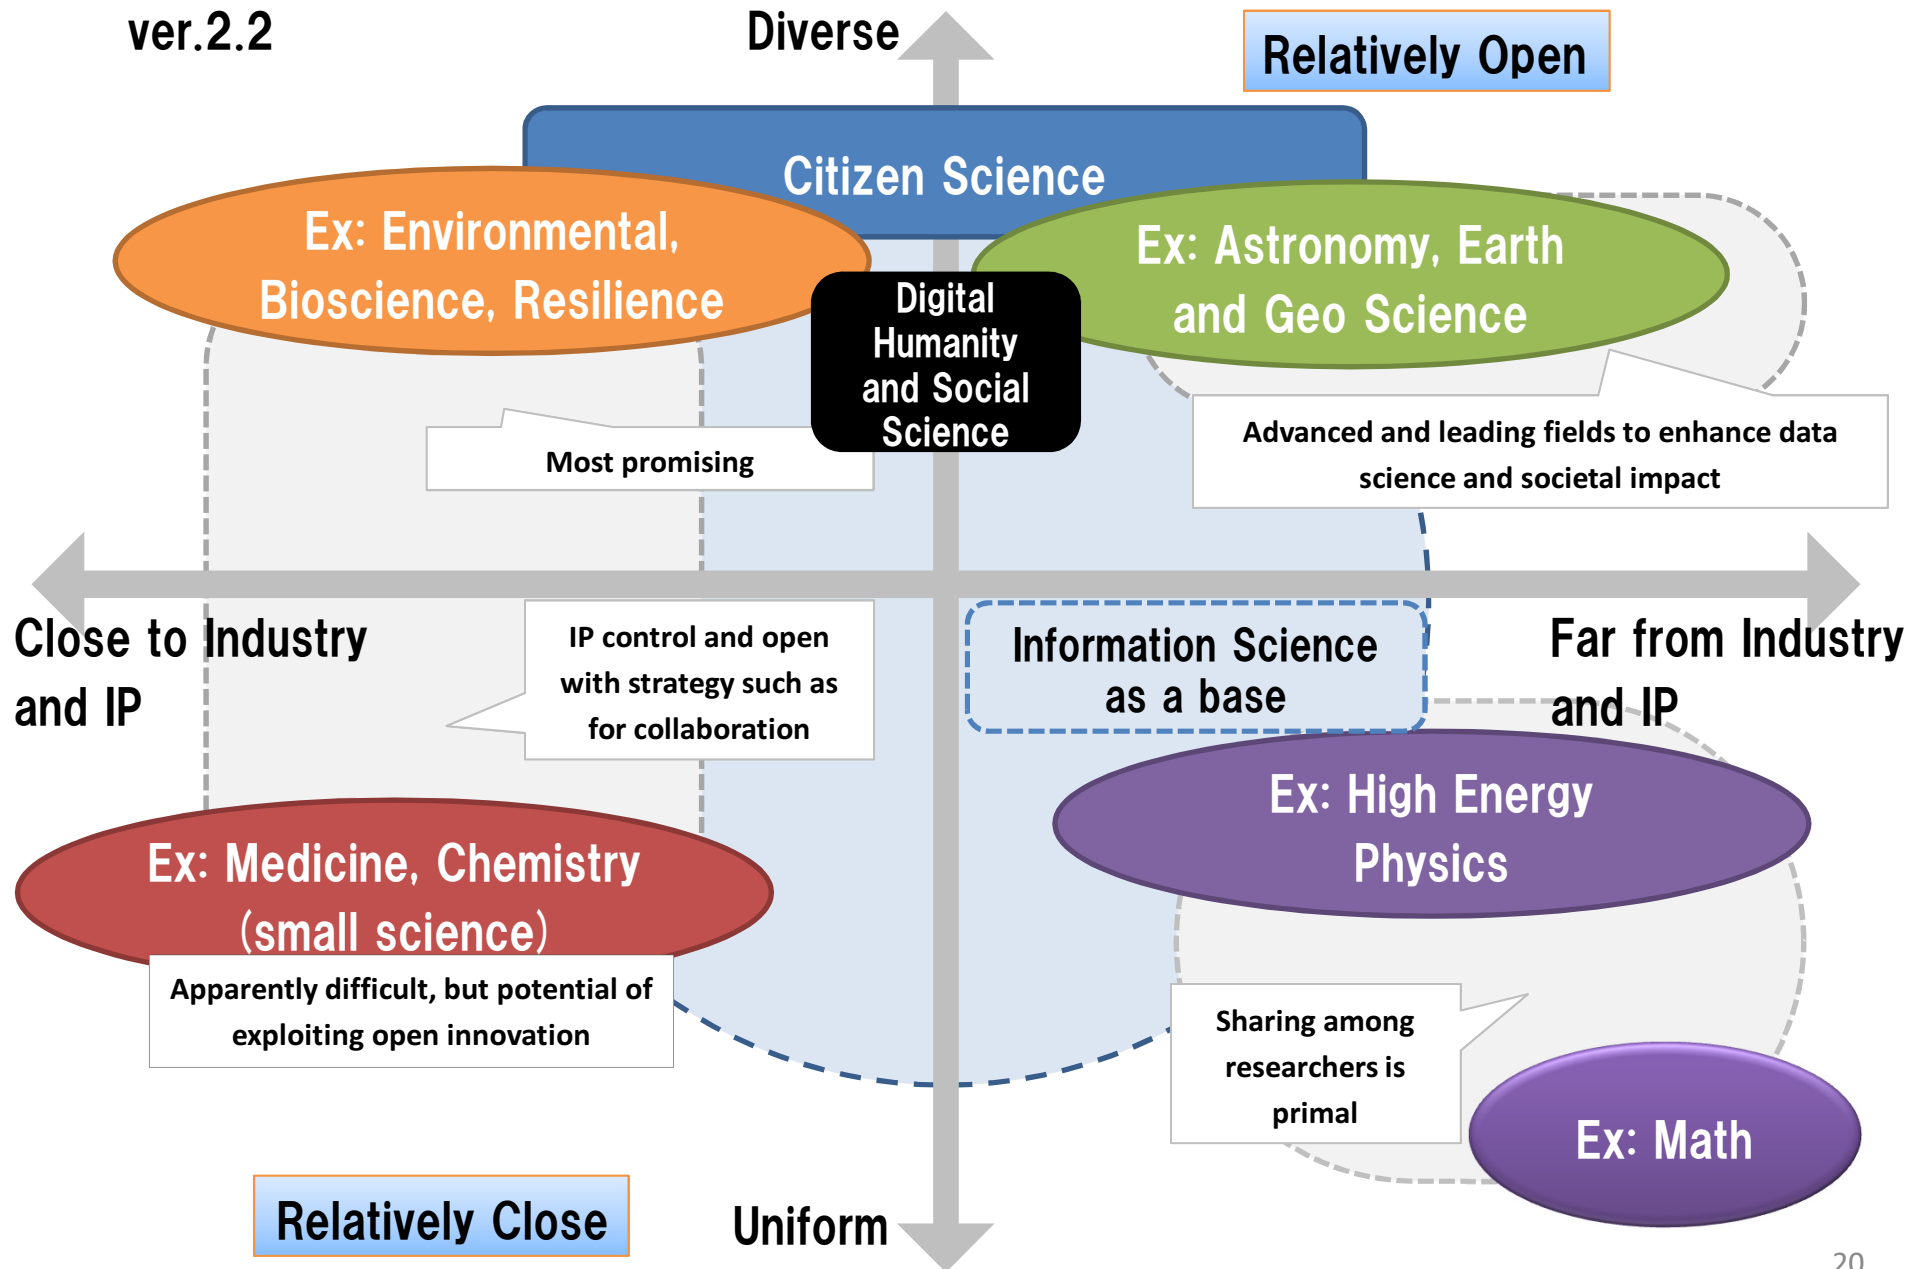 ver.2.2
Diverse
Relatively Open
Citizen Science
Ex: Environmental,
Bioscience, Resilience
Ex: Astronomy, Earth
and Geo Science
Digital
Humanity
and Social
Science
Most promising
Advanced and leading fields to enhance data
science and societal impact
Close to Industry
and IP
IP control and open
with strategy such as
for collaboration
Information Science
as a base
Far from Industry
and IP
Ex: High Energy
Physics
Ex: Medicine, Chemistry
(small science)
Apparently difficult, but potential of
exploiting open innovation
Sharing among
researchers is
primal
Ex: Math
Relatively Close
Uniform
20